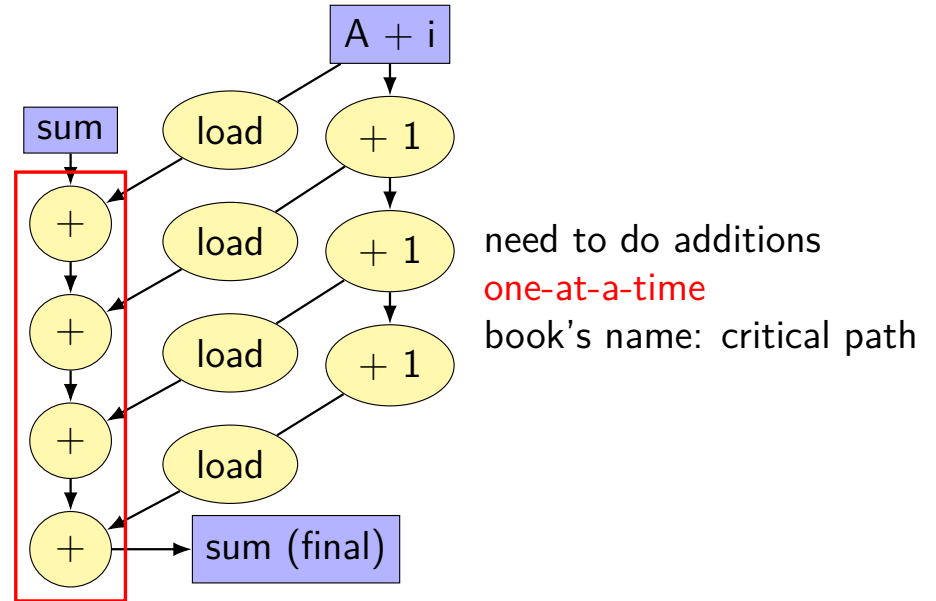 A + i
load
+ 1
sum
+
load
+ 1
+
load
+ 1
+
load
+
sum (final)
need to do additions
one-at-a-time
book's name: critical path